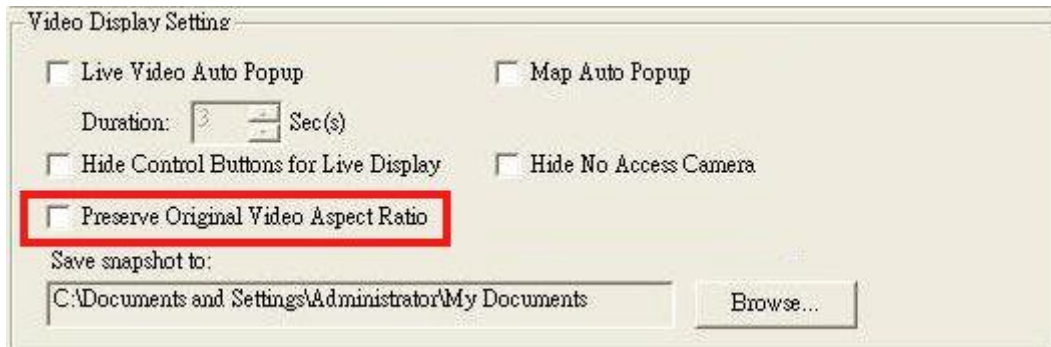 Video Display Setting
Live Video Auto Popup Map Auto Popup
Duration: 3 Sec(s)
Hide Control Buttons for Live Display Hide No Access Camera
Preserve Original Video Aspect Ratio
Save snapshot to:
C:\Documents and Settings\Administrator\My Documents Browse...